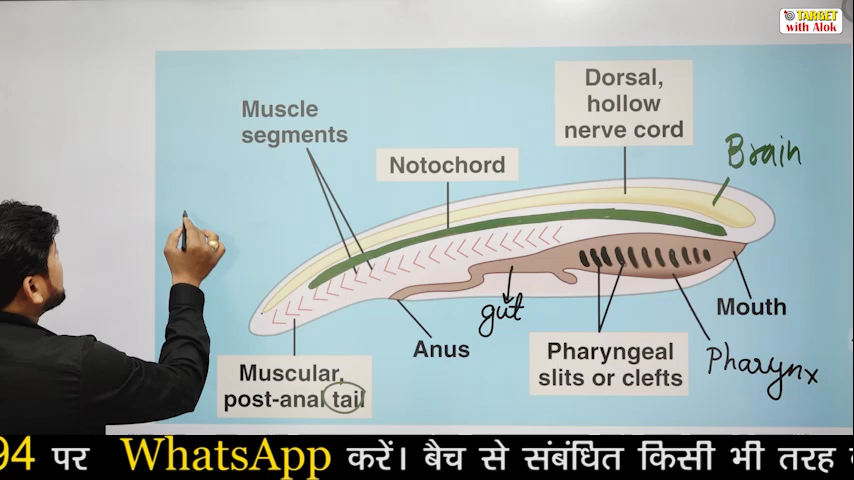 TARGET
with Alok
Dorsal,
hollow
nerve cord
Muscle
segments
Notochord
Brain
gut
Mouth
Anus
Pharyngeal
slits or clefts
Pharynx
Muscular,
post-anal tail
94 पर WhatsApp करें। बैच से संबंधित किसी भी तरह